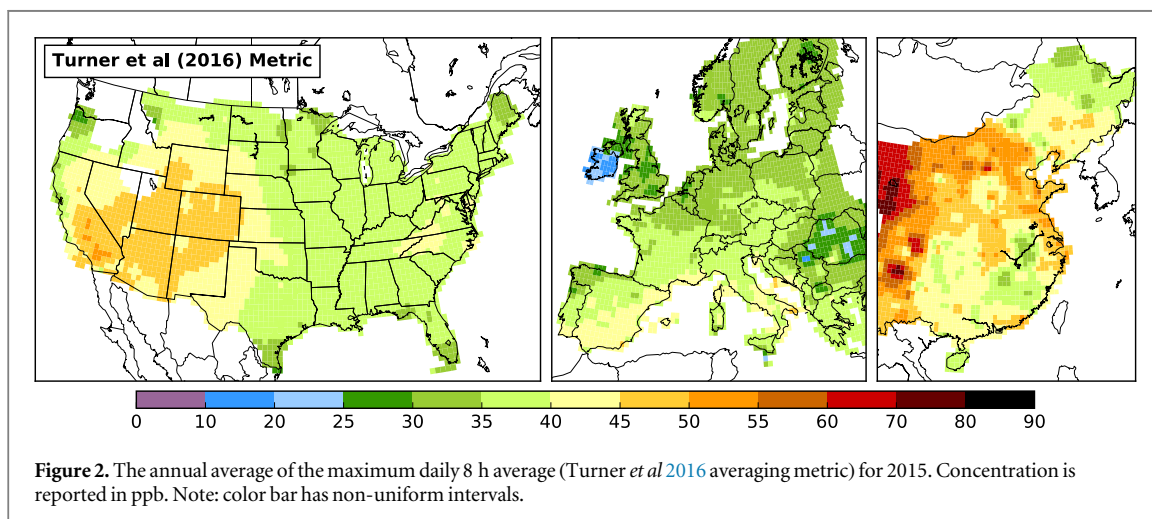 Turner et al (2016) Metric
0 10 20 25 30 35 40 45 50 55 60 70 80 90
Figure 2. The annual average of the maximum daily 8 h average (Turner et al 2016 averaging metric) for 2015. Concentration is
reported in ppb. Note: color bar has non-uniform intervals.